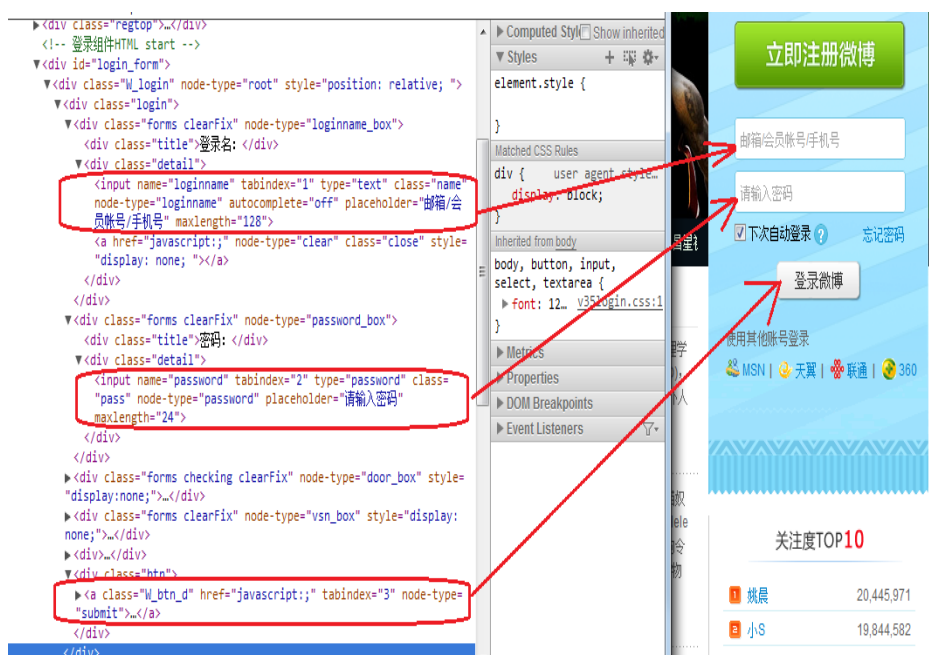 ▶<div class="regtop">…</div>
<!-- 登录组件HTML start -->
▼<div id="login_form">
▼<div class="W_login" node-type="root" style="position: relative; ">
▼<div class="login">
▼<div class="forms clearFix" node-type="loginname_box">
<div class="title">登录名: </div>
▼<div class="detail">
<input name="loginname" tabindex="1" type="text" class="name"
node-type="loginname" autocomplete="off" placeholder="邮箱/会
员帐号/手机号" maxlength="128">
<a href="javascript:;" node-type="clear" class="close" style=
"display: none; "></a>
</div>
</div>
▼<div class="forms clearFix" node-type="password_box">
<div class="title">密码: </div>
▼<div class="detail">
<input name="password" tabindex="2" type="password" class=
"pass" node-type="password" placeholder="请输入密码"
maxlength="24">
</div>
</div>
▶<div class="forms checking clearFix" node-type="door_box" style=
"display:none;">…</div>
▶<div class="forms clearFix" node-type="vsn_box" style="display:
none;">…</div>
▶<div>…</div>
▼<div class="btn">
▶<a class="W_btn_d" href="javascript:;" tabindex="3" node-type=
"submit">…</a>
</div>
</div>
▶ Computed Style Show inherited
▼ Styles
element.style {
}
Matched CSS Rules
div { user agent style…
display: block;
}
Inherited from body
body, button, input,
select, textarea {
▶ font: 12… v35login.css:1
}
▶ Metrics
▶ Properties
▶ DOM Breakpoints
▶ Event Listeners
立即注册微博
邮箱/会员帐号/手机号
请输入密码
下次自动登录 ? 忘记密码
登录微博
使用其他账号登录
MSN | 天翼 | 联通 | 360
关注度TOP10
1 姚晨 20,445,971
2 小S 19,844,582